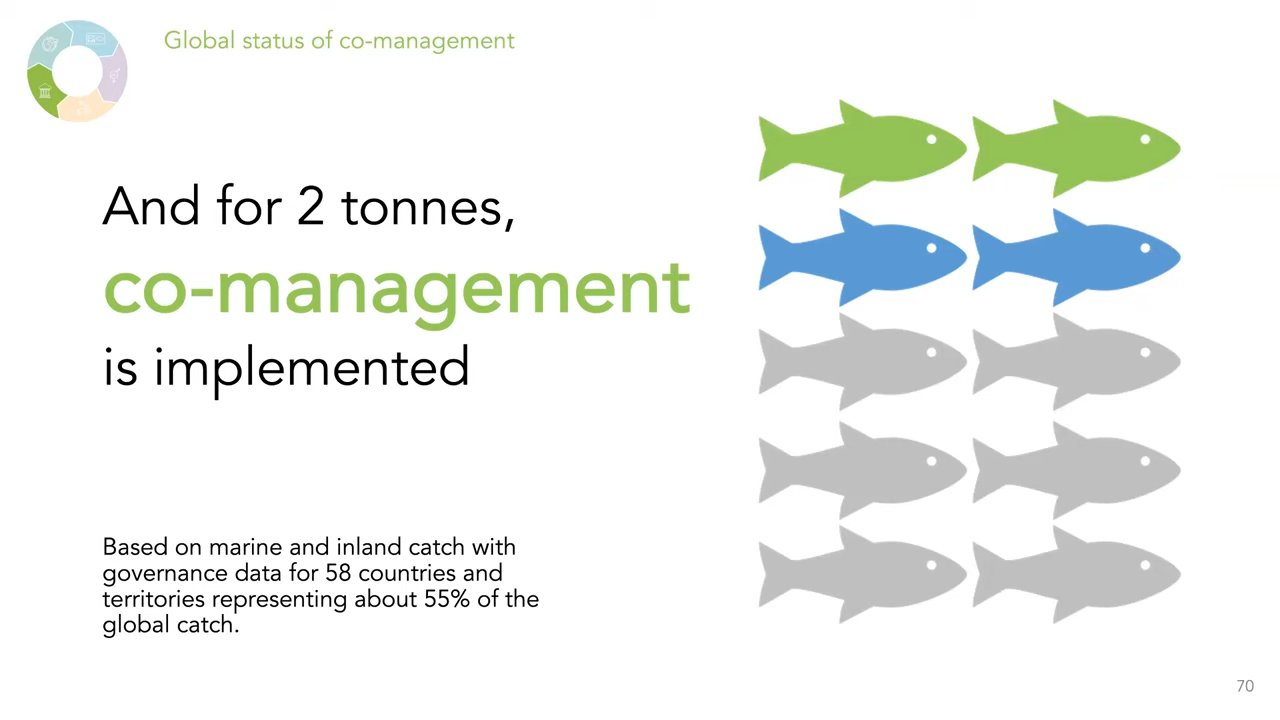 Global status of co-management
And for 2 tonnes,
co-management
is implemented
Based on marine and inland catch with
governance data for 58 countries and
territories representing about 55% of the
global catch.
70